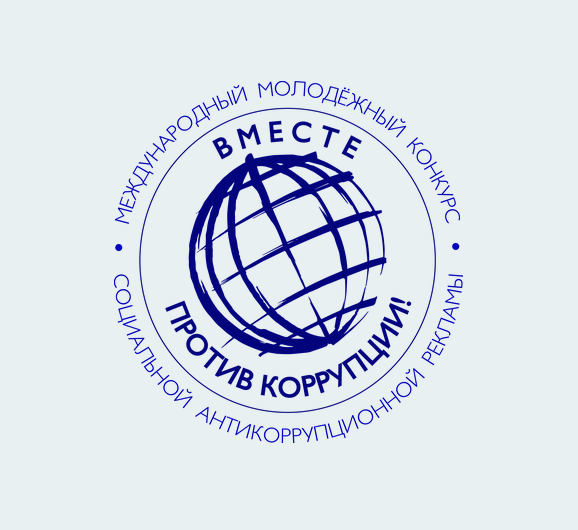 МЕЖДУНАРОДНЫЙ МОЛОДЁЖНЫЙ КОНКУРС
ВМЕСТЕ
ПРОТИВ КОРРУПЦИИ!
СОЦИАЛЬНОЙ АНТИКОРРУПЦИОННОЙ РЕКЛАМЫ